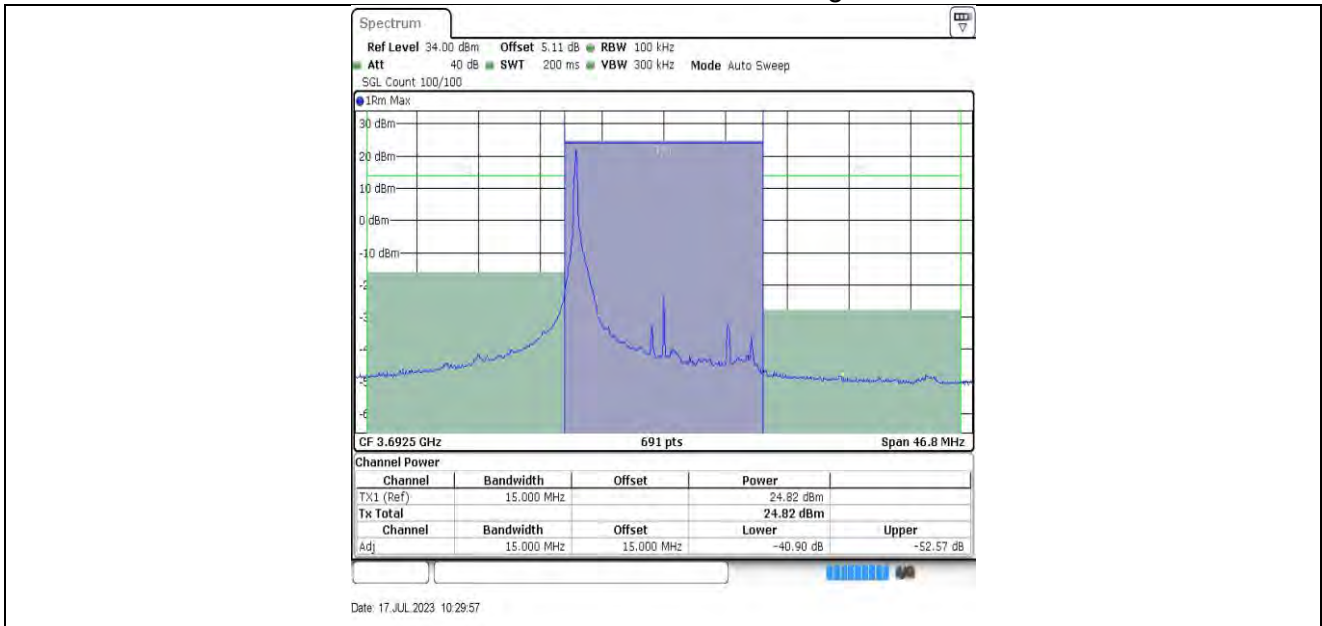 Spectrum
Ref Level 34.00 dBm Offset 5.11 dB RBW 100 kHz
Att 40 dB SWT 200 ms VBW 300 kHz Mode Auto Sweep
SGL Count 100/100
1Rm Max
30 dBm
20 dBm
10 dBm
0 dBm
-10 dBm
CF 3.6925 GHz 691 pts Span 46.8 MHz
Channel Power
Channel Bandwidth Offset Power
TX1 (Ref) 15.000 MHz 24.82 dBm
Tx Total 24.82 dBm
Channel Bandwidth Offset Lower Upper
Adj 15.000 MHz 15.000 MHz -40.90 dB -52.57 dB
Date: 17.JUL.2023 10:29:57